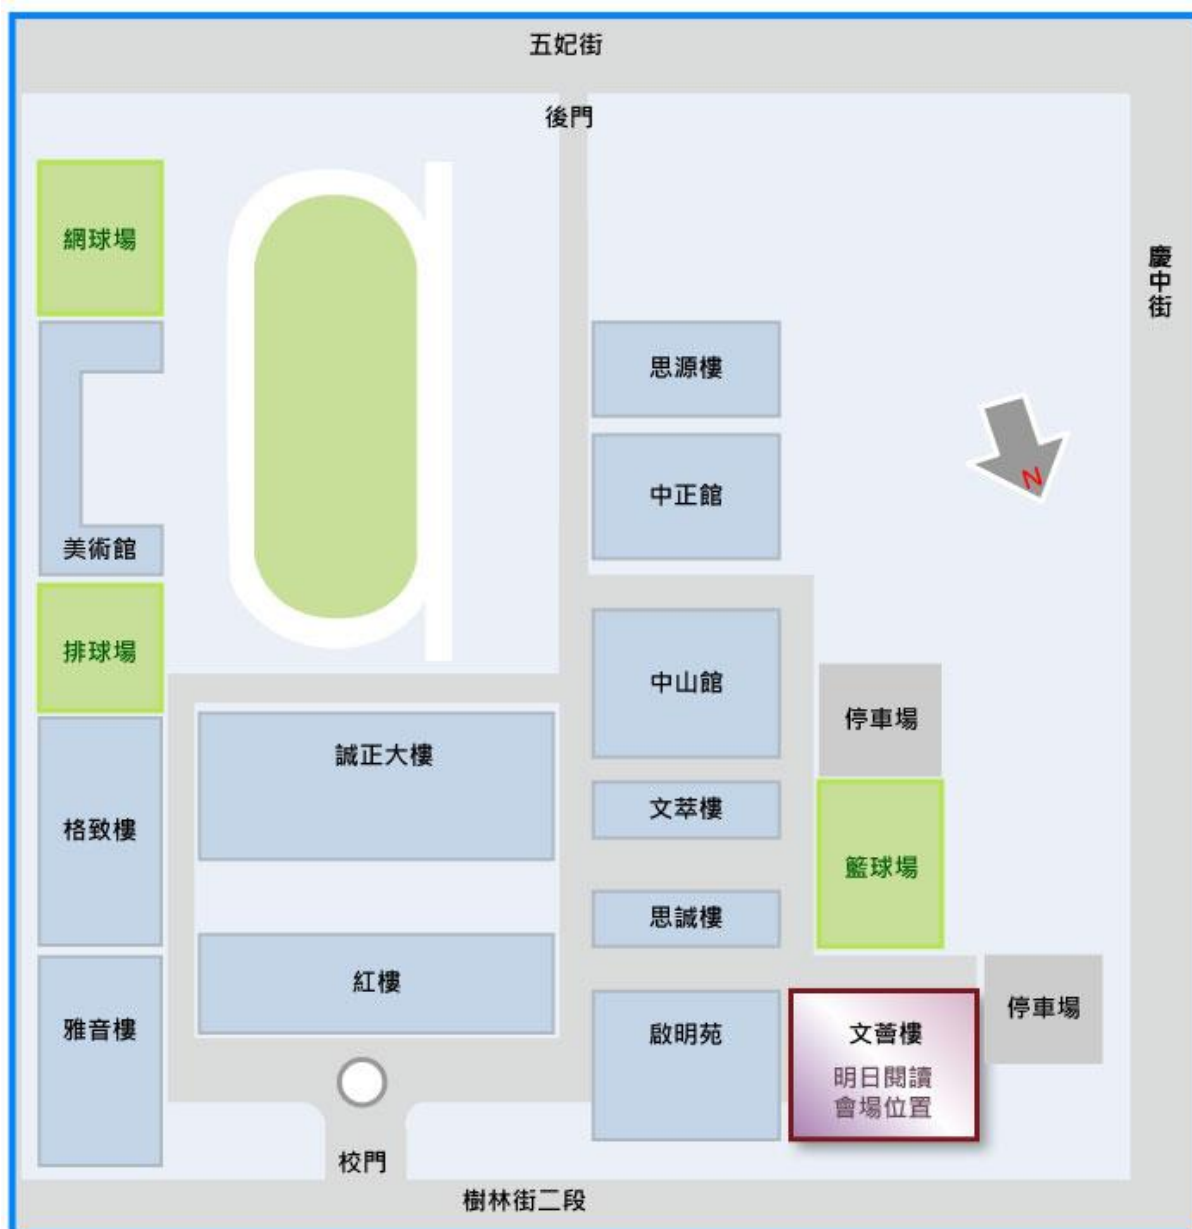 五妃街
後門
網球場
慶中街
思源樓
中正館
N
美術館
排球場
中山館
停車場
誠正大樓
文萃樓
格致樓
籃球場
思誠樓
紅樓
雅音樓
啟明苑
文薈樓
明日閱讀
會場位置
停車場
校門
樹林街二段